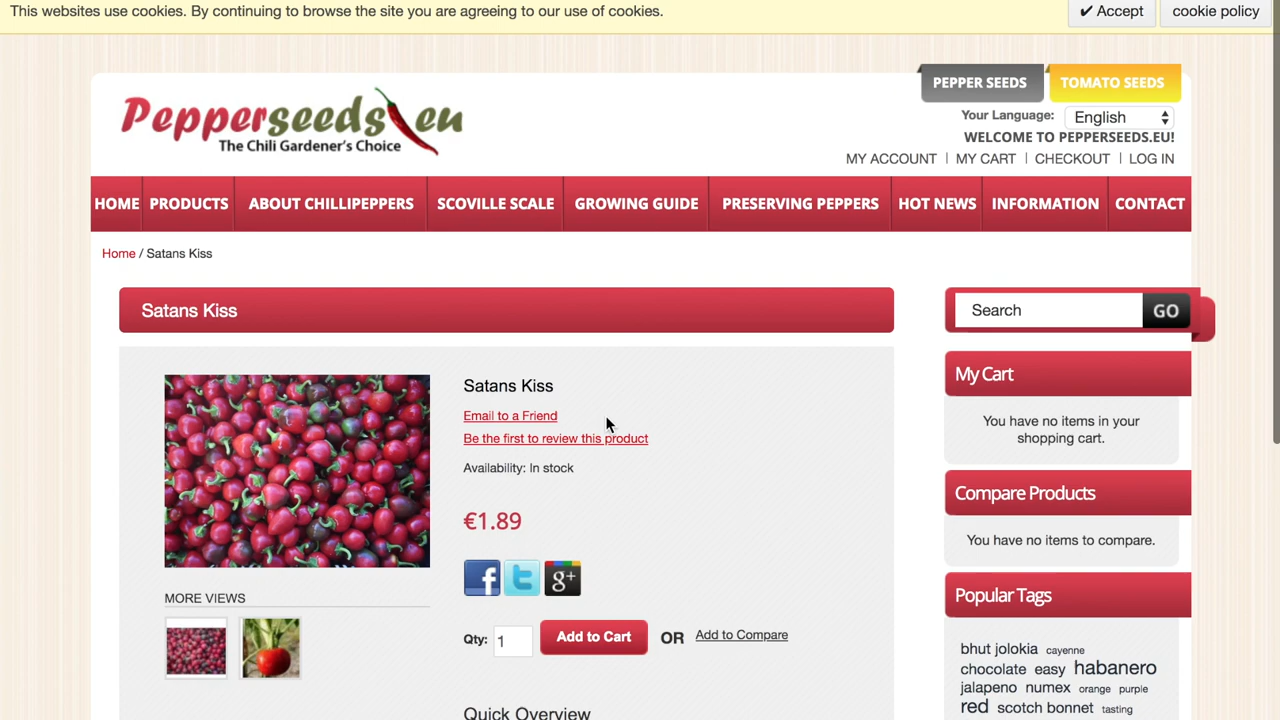 This websites use cookies. By continuing to browse the site you are agreeing to our use of cookies.
✔ Accept
cookie policy
PEPPER SEEDS
TOMATO SEEDS
Pepperseeds eu
The Chili Gardener's Choice
Your Language: English
WELCOME TO PEPPERSEEDS.EU!
MY ACCOUNT | MY CART | CHECKOUT | LOG IN
HOME PRODUCTS ABOUT CHILLIPEPPERS SCOVILLE SCALE GROWING GUIDE PRESERVING PEPPERS HOT NEWS INFORMATION CONTACT
Home / Satans Kiss
Satans Kiss
Satans Kiss
Email to a Friend
Be the first to review this product
Availability: In stock
€1.89
f t g+
MORE VIEWS
Qty: 1 Add to Cart OR Add to Compare
Quick Overview
Search GO
My Cart
You have no items in your
shopping cart.
Compare Products
You have no items to compare.
Popular Tags
bhut jolokia cayenne
chocolate easy habanero
jalapeno numex orange purple
red scotch bonnet tasting